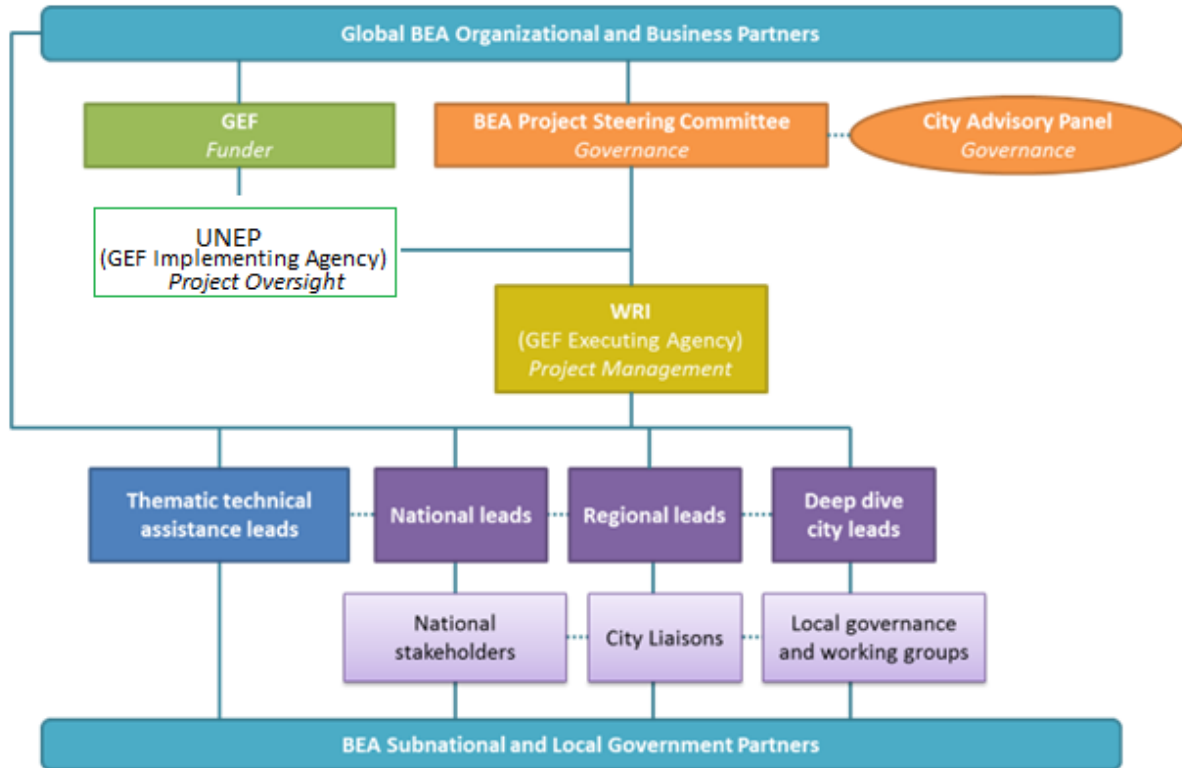 Global BEA Organizational and Business Partners
GEF
Funder
BEA Project Steering Committee
Governance
City Advisory Panel
Governance
UNEP
(GEF Implementing Agency)
Project Oversight
WRI
(GEF Executing Agency)
Project Management
Thematic technical
assistance leads
National leads
Regional leads
Deep dive
city leads
National
stakeholders
City Liaisons
Local governance
and working groups
BEA Subnational and Local Government Partners